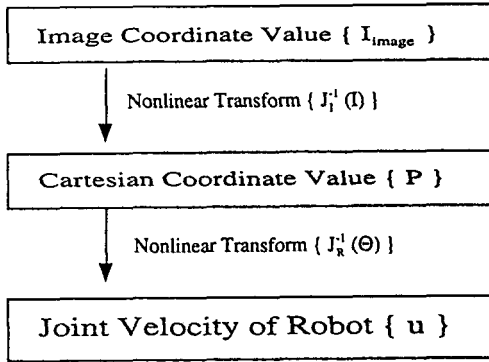 Image Coordinate Value { I_image }
Nonlinear Transform { J_I^-1 (I) }
Cartesian Coordinate Value { P }
Nonlinear Transform { J_R^-1 (Θ) }
Joint Velocity of Robot { u }